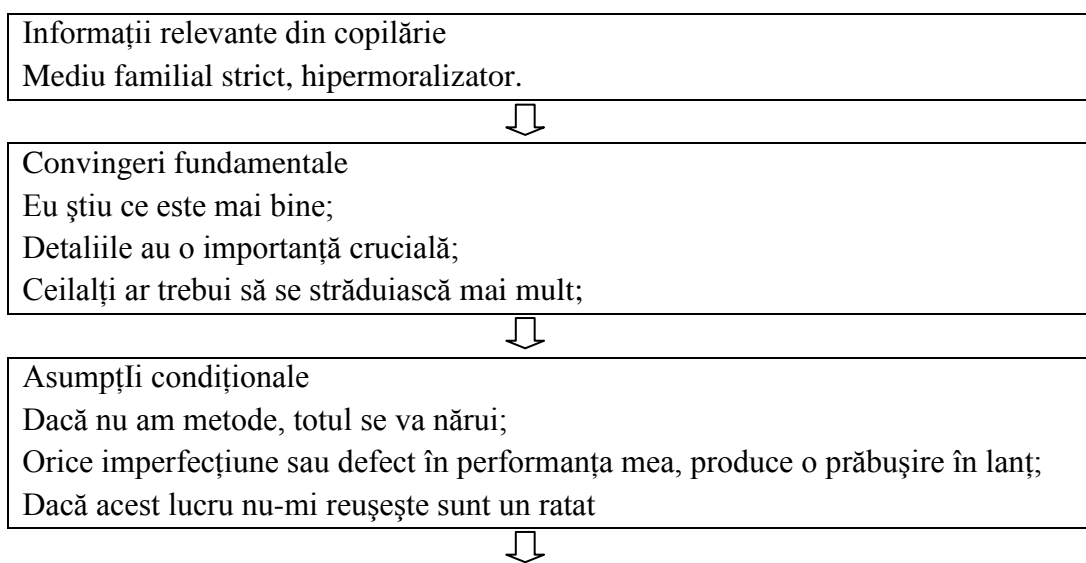 Informații relevante din copilărie
Mediu familial strict, hipermoralizator.
Convingeri fundamentale
Eu ştiu ce este mai bine;
Detaliile au o importanță crucială;
Ceilalți ar trebui să se străduiască mai mult;
AsumpțIi condiționale
Dacă nu am metode, totul se va nărui;
Orice imperfecțiune sau defect în performanța mea, produce o prăbuşire în lanț;
Dacă acest lucru nu-mi reuşeşte sunt un ratat